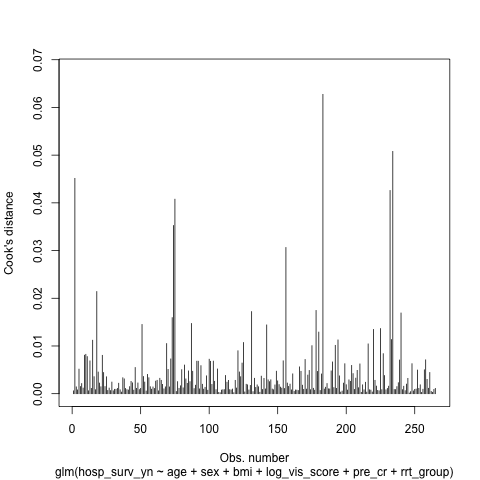 Cook's distance
0.07
0.06
0.05
0.04
0.03
0.02
0.01
0.00
0 50 100 150 200 250
Obs. number
glm(hosp_surv_yn ~ age + sex + bmi + log_vis_score + pre_cr + rrt_group)